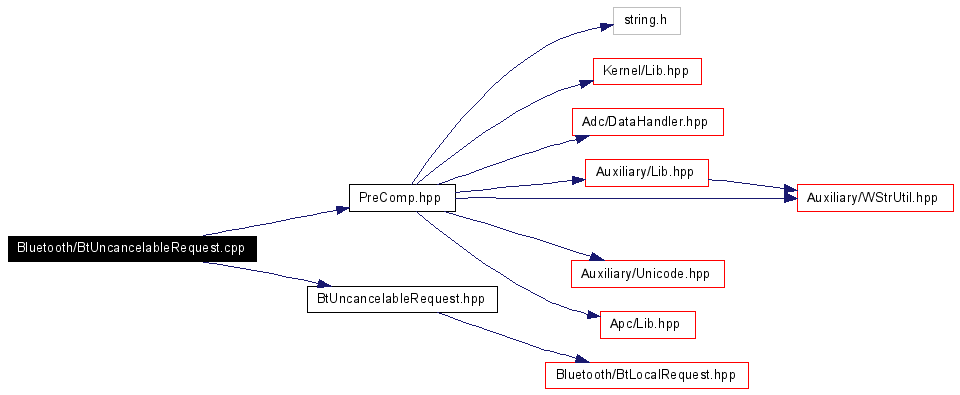 string.h
Kernel/Lib.hpp
Adc/DataHandler.hpp
Auxiliary/Lib.hpp
PreComp.hpp
Auxiliary/WStrUtil.hpp
Bluetooth/BtUncancelableRequest.cpp
Auxiliary/Unicode.hpp
BtUncancelableRequest.hpp
Apc/Lib.hpp
Bluetooth/BtLocalRequest.hpp